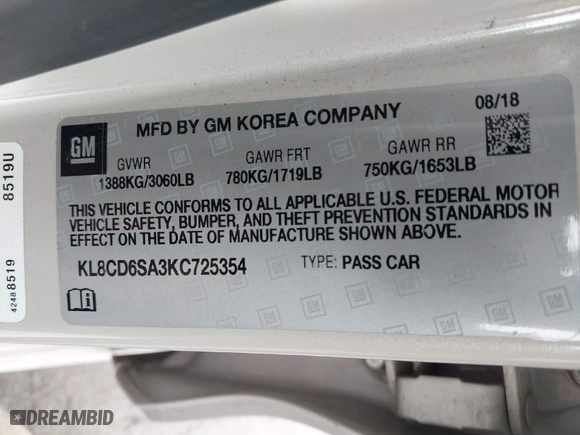 MFD BY GM KOREA COMPANY
08/18
GM
GVWR
1388KG/3060LB
GAWR FRT
780KG/1719LB
GAWR RR
750KG/1653LB
THIS VEHICLE CONFORMS TO ALL APPLICABLE U.S. FEDERAL MOTOR
VEHICLE SAFETY, BUMPER, AND THEFT PREVENTION STANDARDS IN
EFFECT ON THE DATE OF MANUFACTURE SHOWN ABOVE.
KL8CD6SA3KC725354
TYPE: PASS CAR
8519U
42488519
DREAMBID